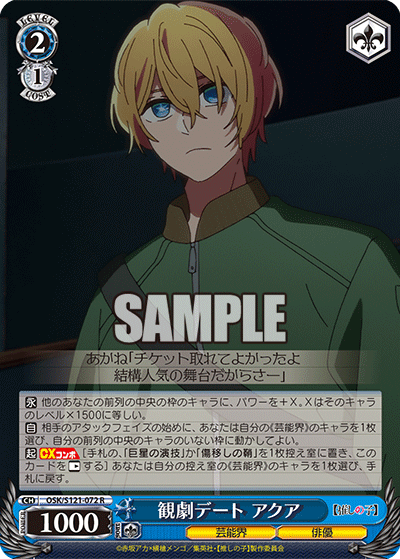 LEVEL
2
1
COST
SAMPLE
あかね「チケット取れてよかったよ
結構人気の舞台だからさー」
永 他のあなたの前列の中央の枠のキャラに、パワーを+X。Xはそのキャラ
のレベル×1500に等しい。
自 相手のアタックフェイズの始めに、あなたは自分の《芸能界》のキャラを1枚
選び、自分の前列の中央のキャラのいない枠に動かしてよい。
起 CXコンボ [手札の、「巨星の演技」か「傷移しの鞘」を1枚控え室に置き、この
カードを する] あなたは自分の控え室の《芸能界》のキャラを1枚選び、
手札に戻す。
CH OSK/S121-072 R
1000
観劇デート アクア
【推しの子】
芸能界
俳優
©赤坂アカ×横槍メンゴ/集英社・【推しの子】製作委員会